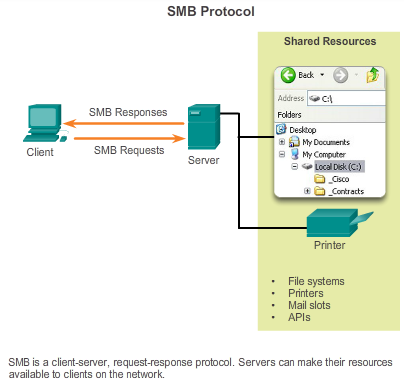 SMB Protocol
Shared Resources
Back
Address C:\
Folders
Desktop
My Documents
My Computer
Local Disk (C:)
_Cisco
_Contracts
SMB Responses
SMB Requests
Client
Server
Printer
• File systems
• Printers
• Mail slots
• APIs
SMB is a client-server, request-response protocol. Servers can make their resources
available to clients on the network.